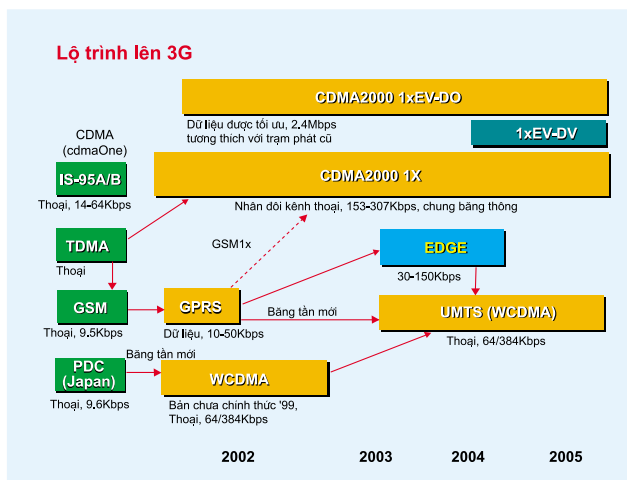 Lộ trình lên 3G
CDMA2000 1xEV-DO
Dữ liệu được tối ưu, 2.4Mbps
tương thích với trạm phát cũ
1xEV-DV
CDMA
(cdmaOne)
IS-95A/B
Thoại, 14-64Kbps
CDMA2000 1X
Nhân đôi kênh thoại, 153-307Kbps, chung băng thông
TDMA
Thoại
GSM1x
EDGE
30-150Kbps
GSM
Thoại, 9.5Kbps
GPRS
Dữ liệu, 10-50Kbps
Băng tần mới
UMTS (WCDMA)
Thoại, 64/384Kbps
Băng tần mới
PDC
(Japan)
Thoại, 9.6Kbps
WCDMA
Bản chưa chính thức '99,
Thoại, 64/384Kbps
2002
2003
2004
2005